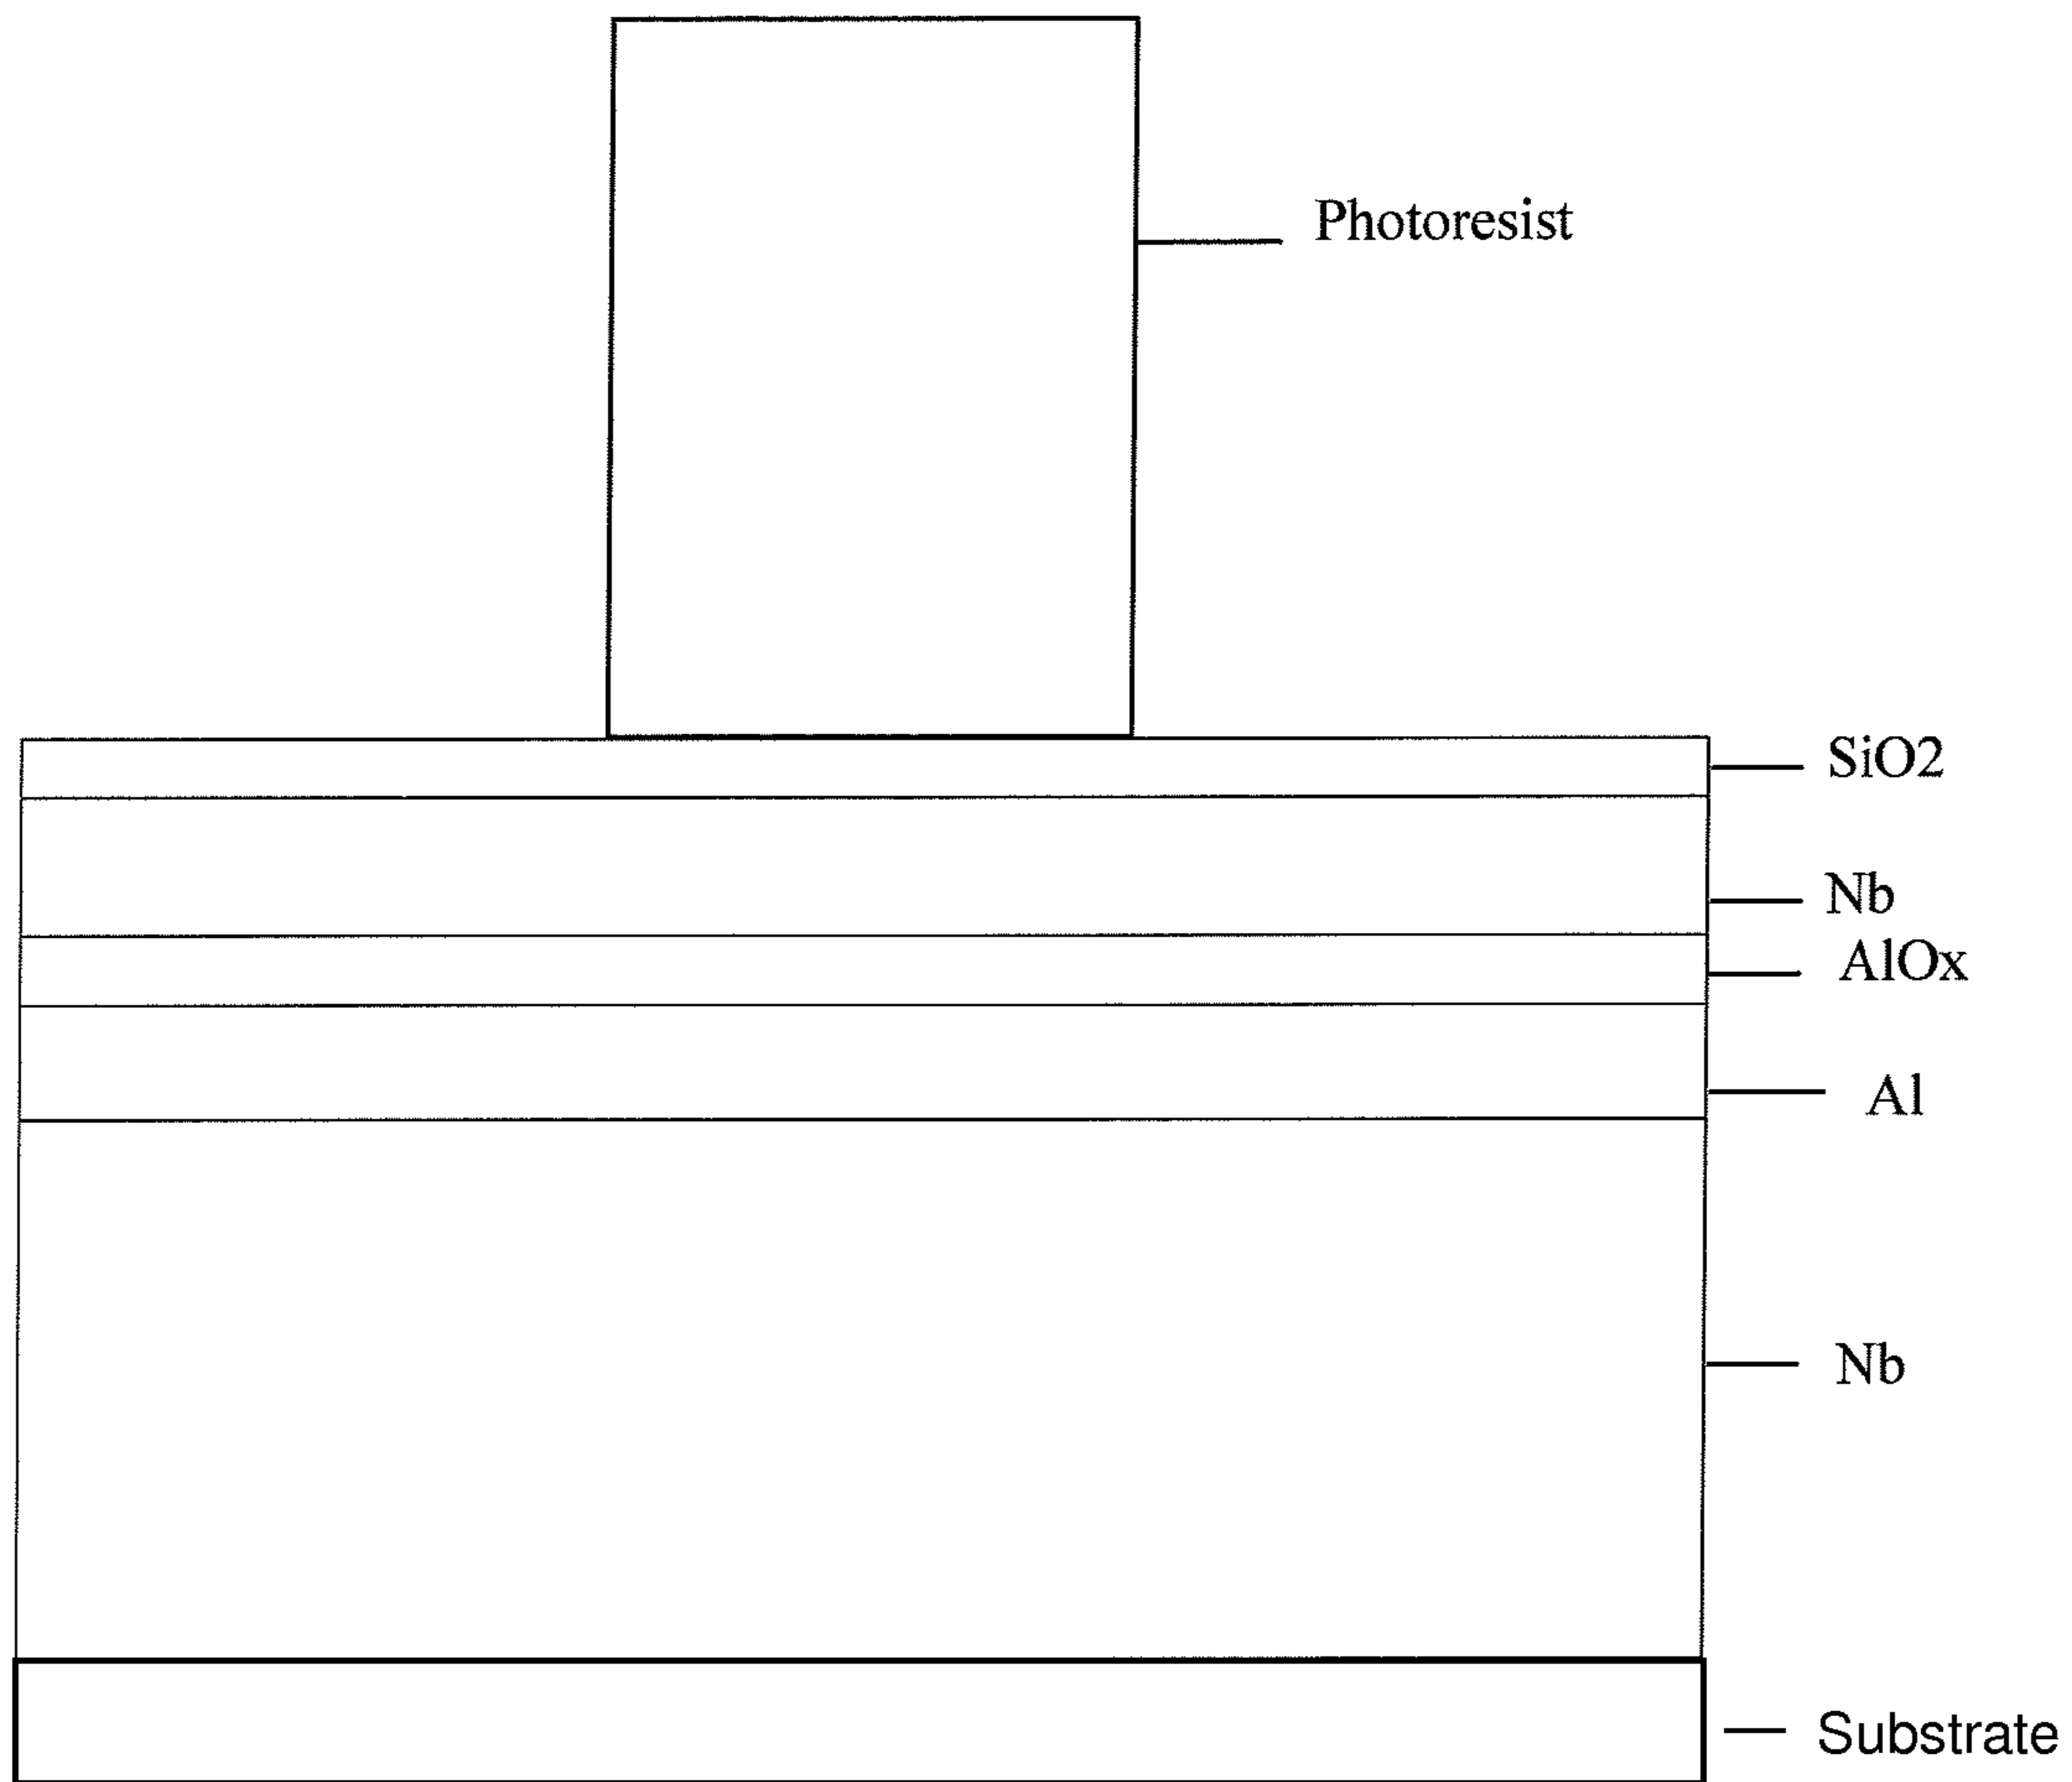 Photoresist
SiO2
Nb
AlOx
Al
Nb
Substrate